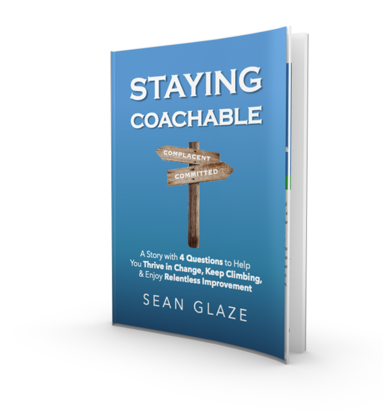 STAYING
COACHABLE
COMPLACENT
COMMITTED
A Story with 4 Questions to Help
You Thrive in Change, Keep Climbing,
& Enjoy Relentless Improvement
SEAN GLAZE